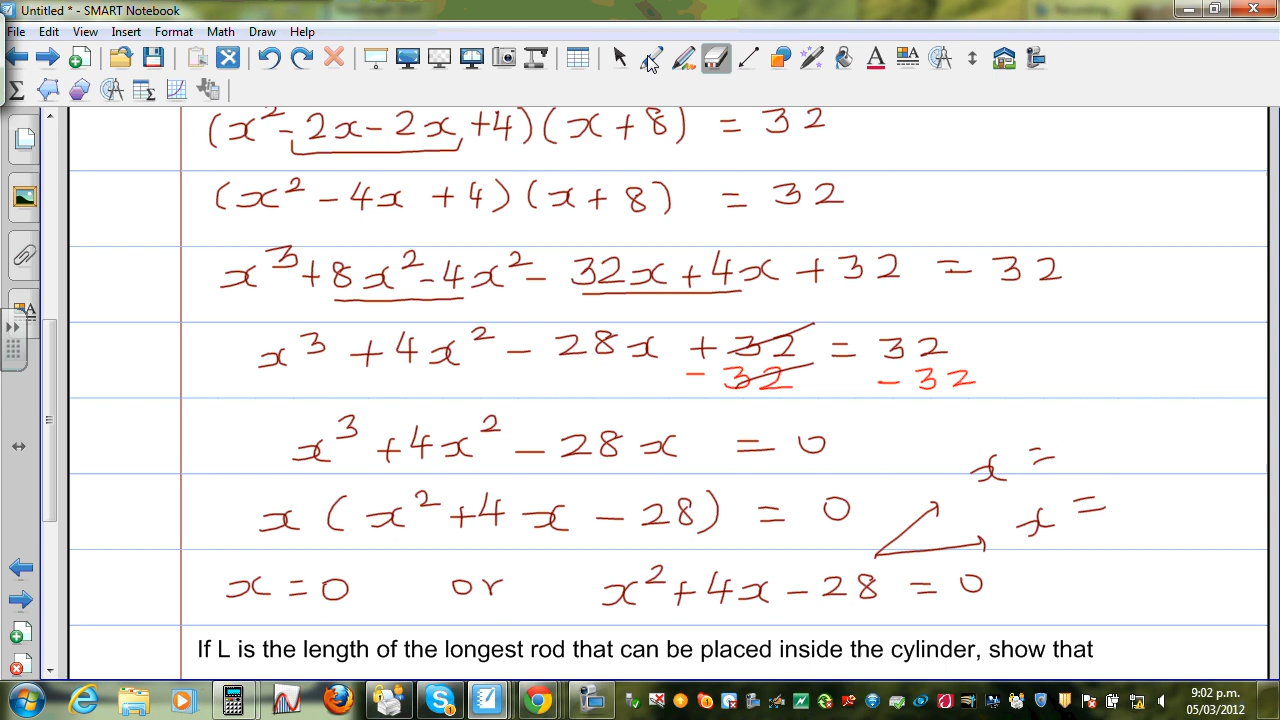 Untitled * - SMART Notebook
File Edit View Insert Format Math Draw Help
(x² - 2x - 2x + 4)(x + 8) = 32
(x² - 4x + 4)(x + 8) = 32
x³ + 8x² - 4x² - 32x + 4x + 32 = 32
x³ + 4x² - 28x + 32 = 32
- 32 - 32
x³ + 4x² - 28x = 0
x =
x (x² + 4x - 28) = 0
x =
x = 0 or x² + 4x - 28 = 0
If L is the length of the longest rod that can be placed inside the cylinder, show that
9:02 p.m.
05/03/2012